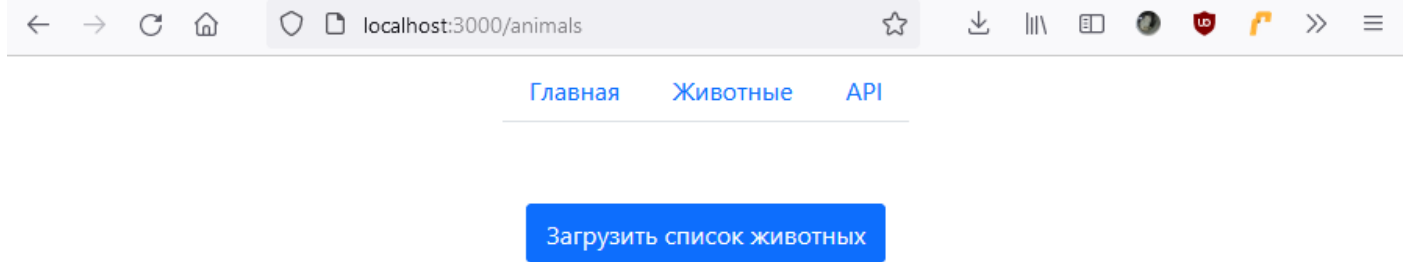 localhost:3000/animals
Главная Животные API
Загрузить список животных